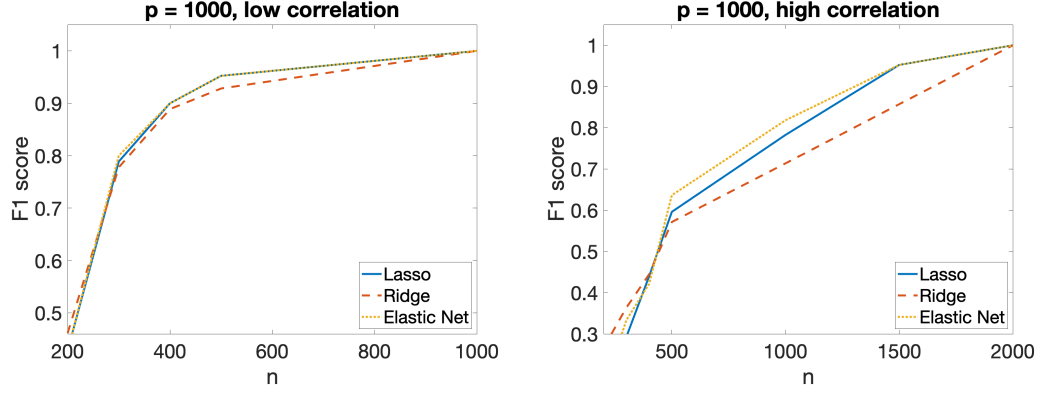 p = 1000, low correlation
1
0.9
0.8
0.7
0.6
0.5
F1 score
200
400
600
800
1000
n
Lasso
Ridge
Elastic Net
p = 1000, high correlation
1
0.9
0.8
0.7
0.6
0.5
0.4
0.3
F1 score
500
1000
1500
2000
n
Lasso
Ridge
Elastic Net